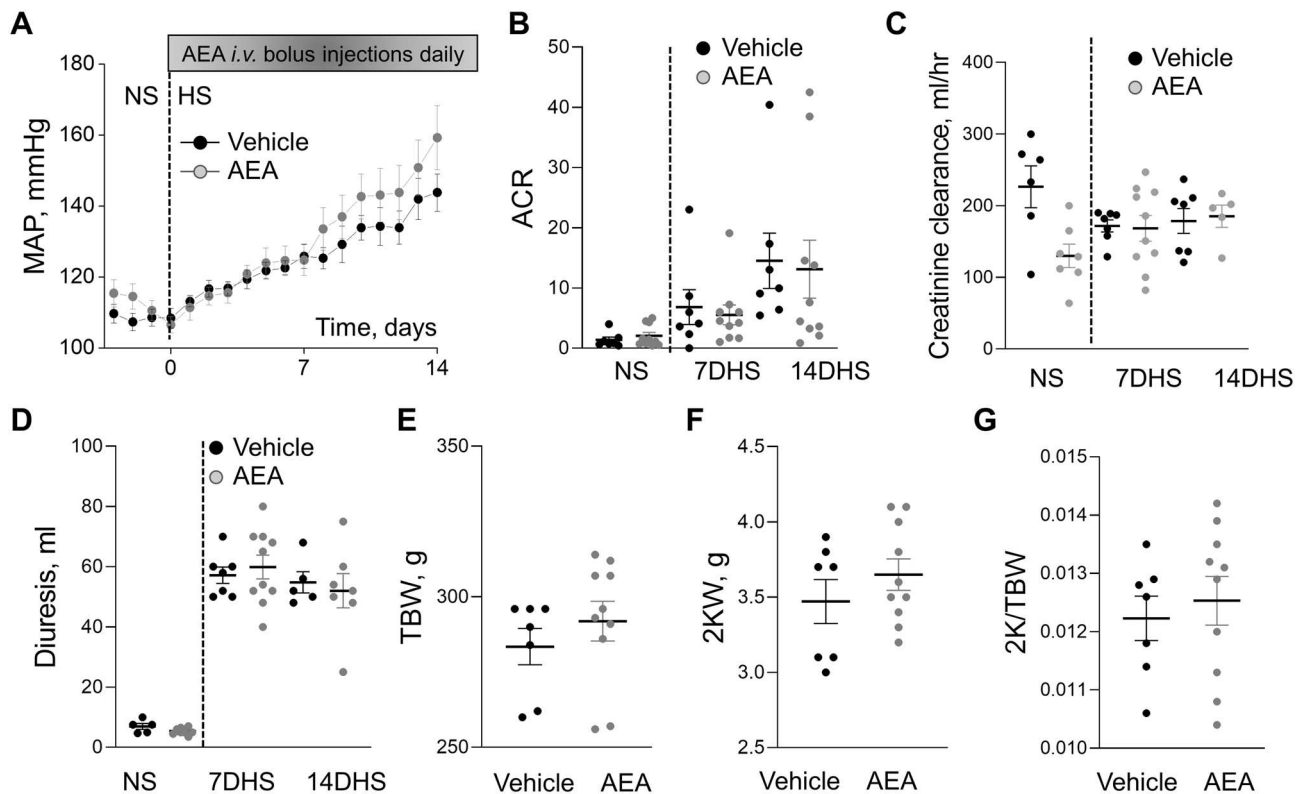 A
AEA i.v. bolus injections daily
NS
HS
Vehicle
AEA
MAP, mmHg
180
160
140
120
100
Time, days
0
7
14
B
Vehicle
AEA
ACR
50
40
30
20
10
0
NS
7DHS
14DHS
C
Vehicle
AEA
Creatinine clearance, ml/hr
400
300
200
100
0
NS
7DHS
14DHS
D
Vehicle
AEA
Diuresis, ml
100
80
60
40
20
0
NS
7DHS
14DHS
E
TBW, g
350
300
250
Vehicle
AEA
F
2KW, g
4.5
4.0
3.5
3.0
2.5
Vehicle
AEA
G
2K/TBW
0.015
0.014
0.013
0.012
0.011
0.010
Vehicle
AEA